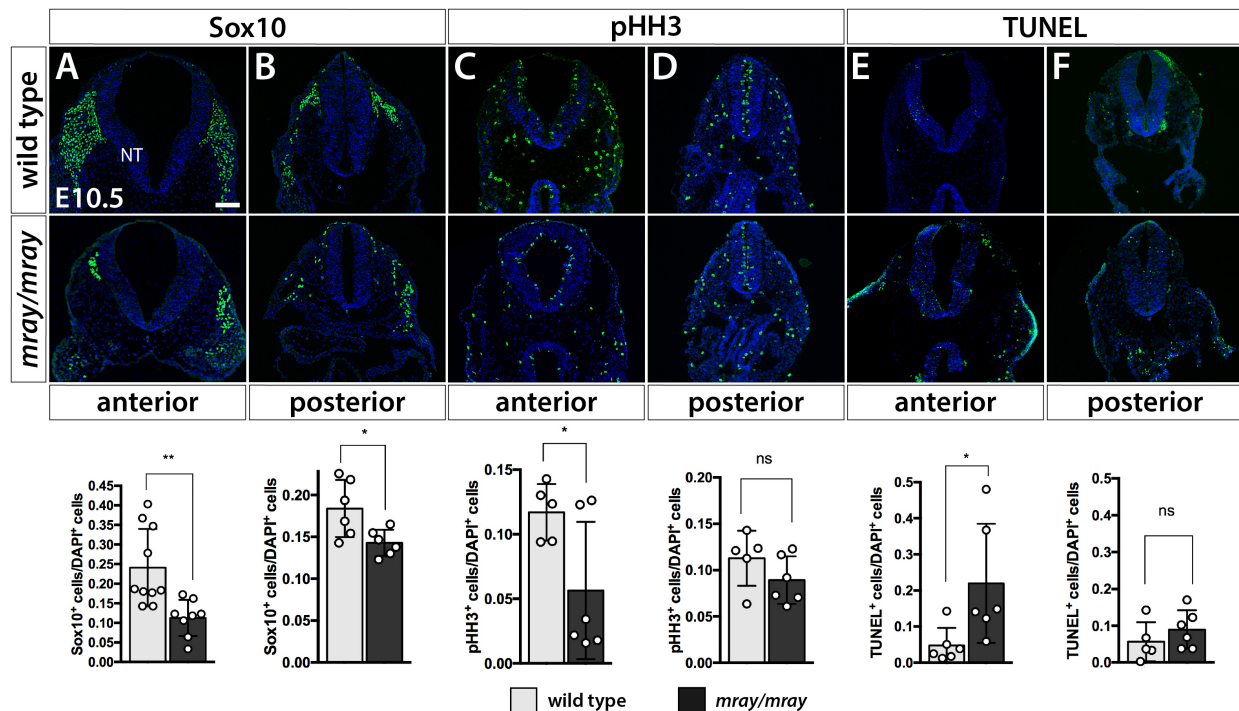 Sox10 pHH3 TUNEL
wild type
A B C D E F
NT
E10.5
mray/mray
anterior posterior anterior posterior anterior posterior
** * * ns * ns
Sox10⁺ cells/DAPI⁺ cells
0.45
0.40
0.35
0.30
0.25
0.20
0.15
0.10
0.05
0.00
Sox10⁺ cells/DAPI⁺ cells
0.20
0.15
0.10
0.05
0.00
pHH3⁺ cells/DAPI⁺ cells
0.15
0.10
0.05
0.00
pHH3⁺ cells/DAPI⁺ cells
0.20
0.15
0.10
0.05
0.00
TUNEL⁺ cells/DAPI⁺ cells
0.5
0.4
0.3
0.2
0.1
0.0
TUNEL⁺ cells/DAPI⁺ cells
0.5
0.4
0.3
0.2
0.1
0.0
wild type mray/mray